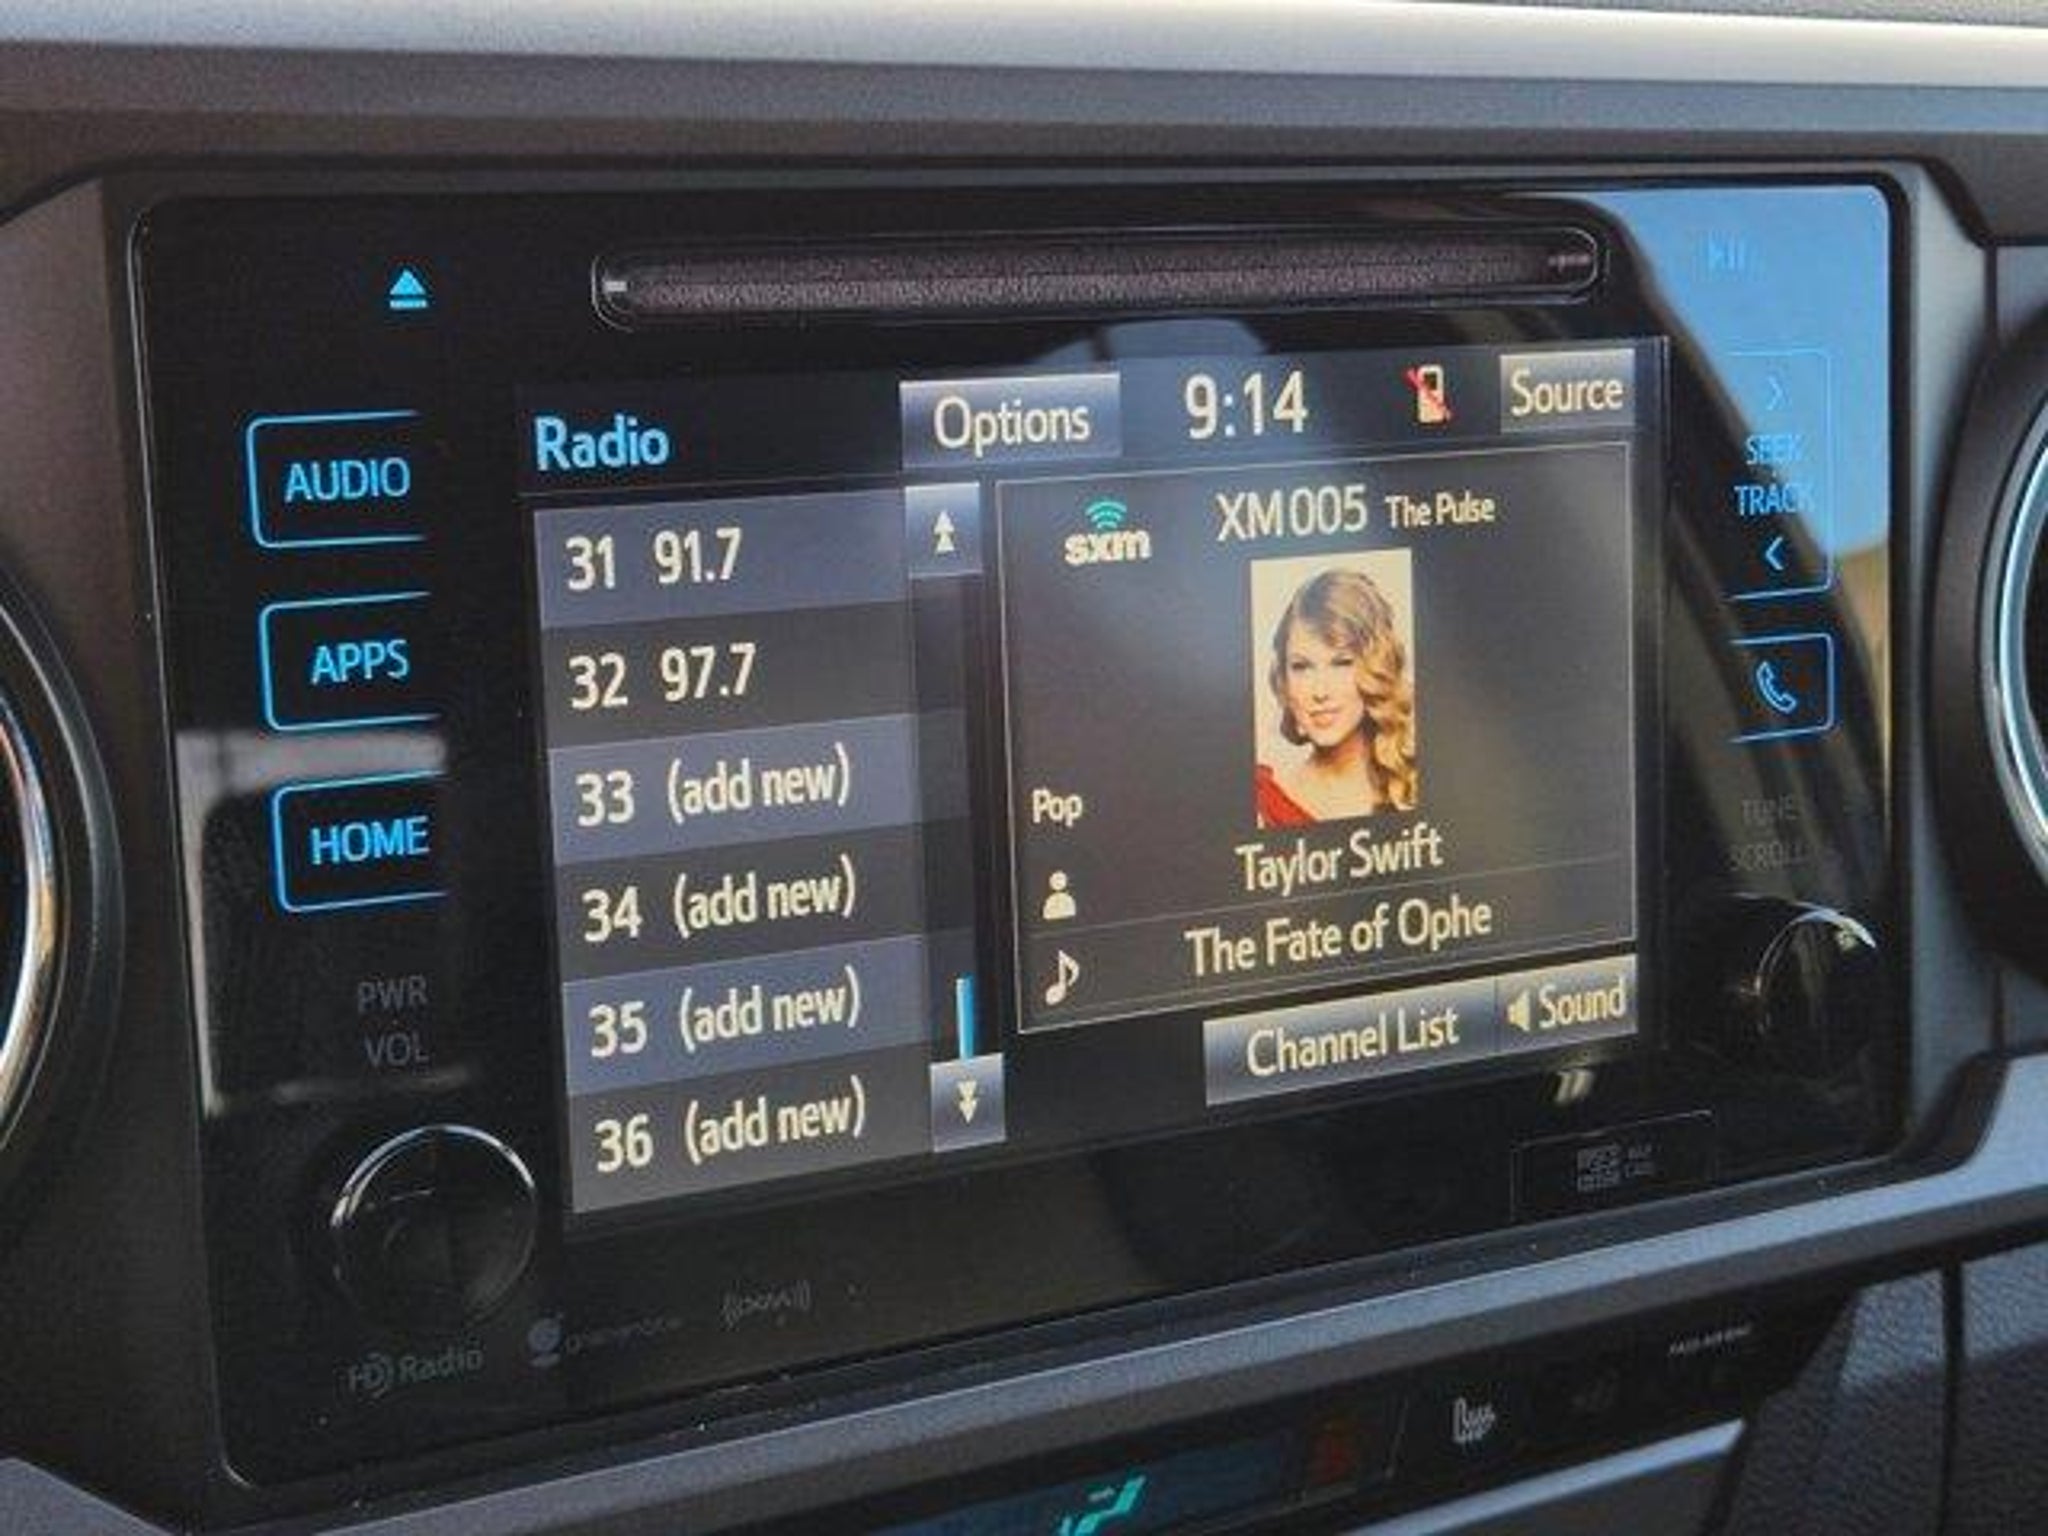 AUDIO
APPS
HOME
PWR
VOL
HD Radio
Radio
Options
9:14
Source
31 91.7
32 97.7
33 (add new)
34 (add new)
35 (add new)
36 (add new)
sxm
XM005 The Pulse
Pop
Taylor Swift
The Fate of Ophe
Channel List
Sound
SEEK
TRACK
TUNE
SCROLL